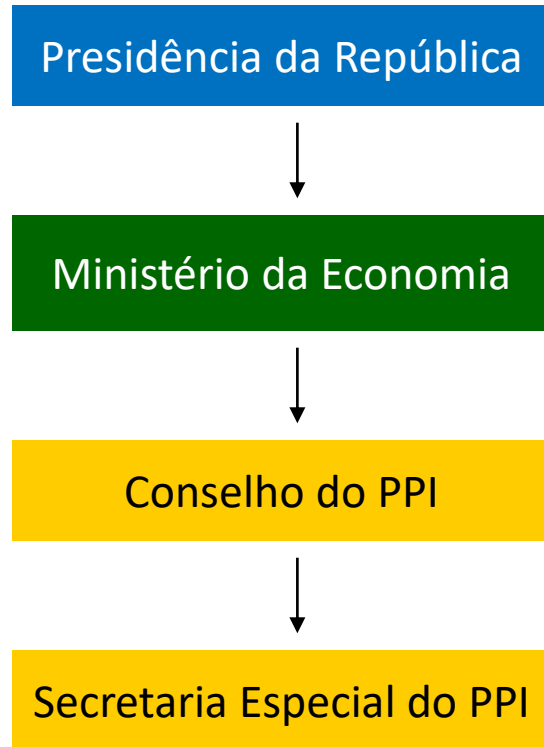 Presidência da República
Ministério da Economia
Conselho do PPI
Secretaria Especial do PPI